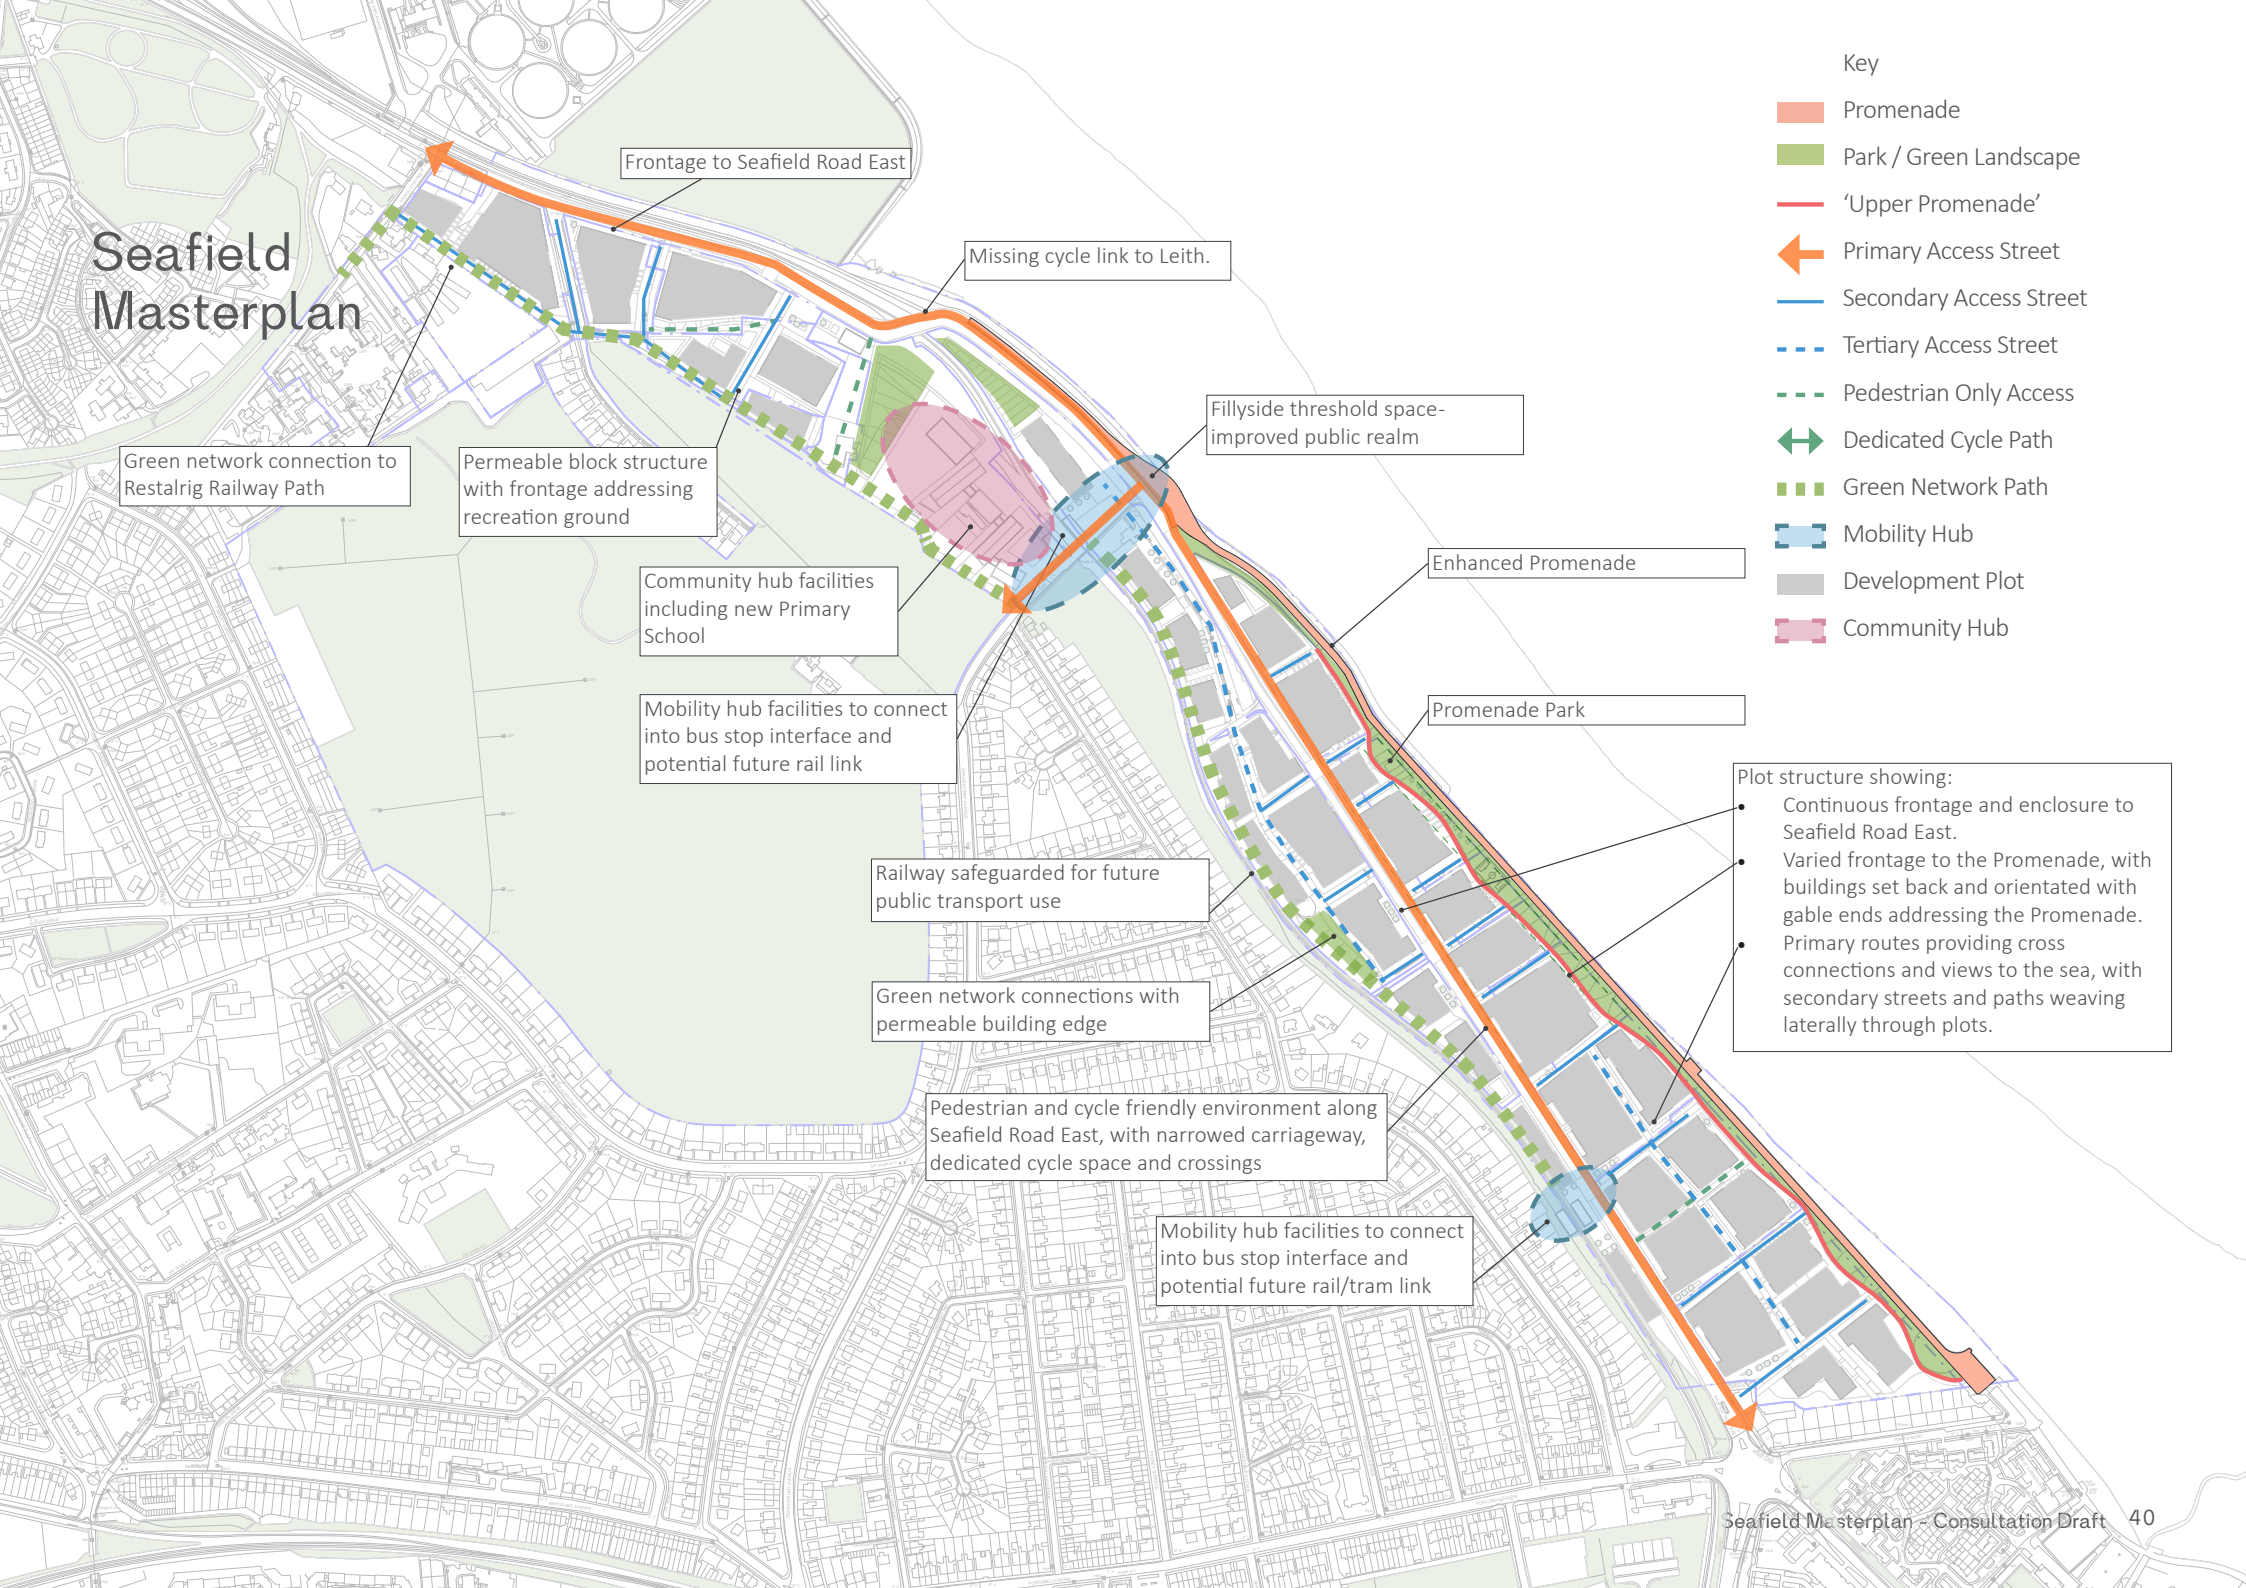 Seafield
Masterplan
Frontage to Seafield Road East
Missing cycle link to Leith.
Fillyside threshold space-
improved public realm
Green network connection to
Restalrig Railway Path
Permeable block structure
with frontage addressing
recreation ground
Community hub facilities
including new Primary
School
Mobility hub facilities to connect
into bus stop interface and
potential future rail link
Enhanced Promenade
Promenade Park
Railway safeguarded for future
public transport use
Green network connections with
permeable building edge
Pedestrian and cycle friendly environment along
Seafield Road East, with narrowed carriageway,
dedicated cycle space and crossings
Mobility hub facilities to connect
into bus stop interface and
potential future rail/tram link
Plot structure showing:
• Continuous frontage and enclosure to
Seafield Road East.
• Varied frontage to the Promenade, with
buildings set back and orientated with
gable ends addressing the Promenade.
• Primary routes providing cross
connections and views to the sea, with
secondary streets and paths weaving
laterally through plots.
Key
Promenade
Park / Green Landscape
‘Upper Promenade’
Primary Access Street
Secondary Access Street
Tertiary Access Street
Pedestrian Only Access
Dedicated Cycle Path
Green Network Path
Mobility Hub
Development Plot
Community Hub
Seafield Masterplan - Consultation Draft 40